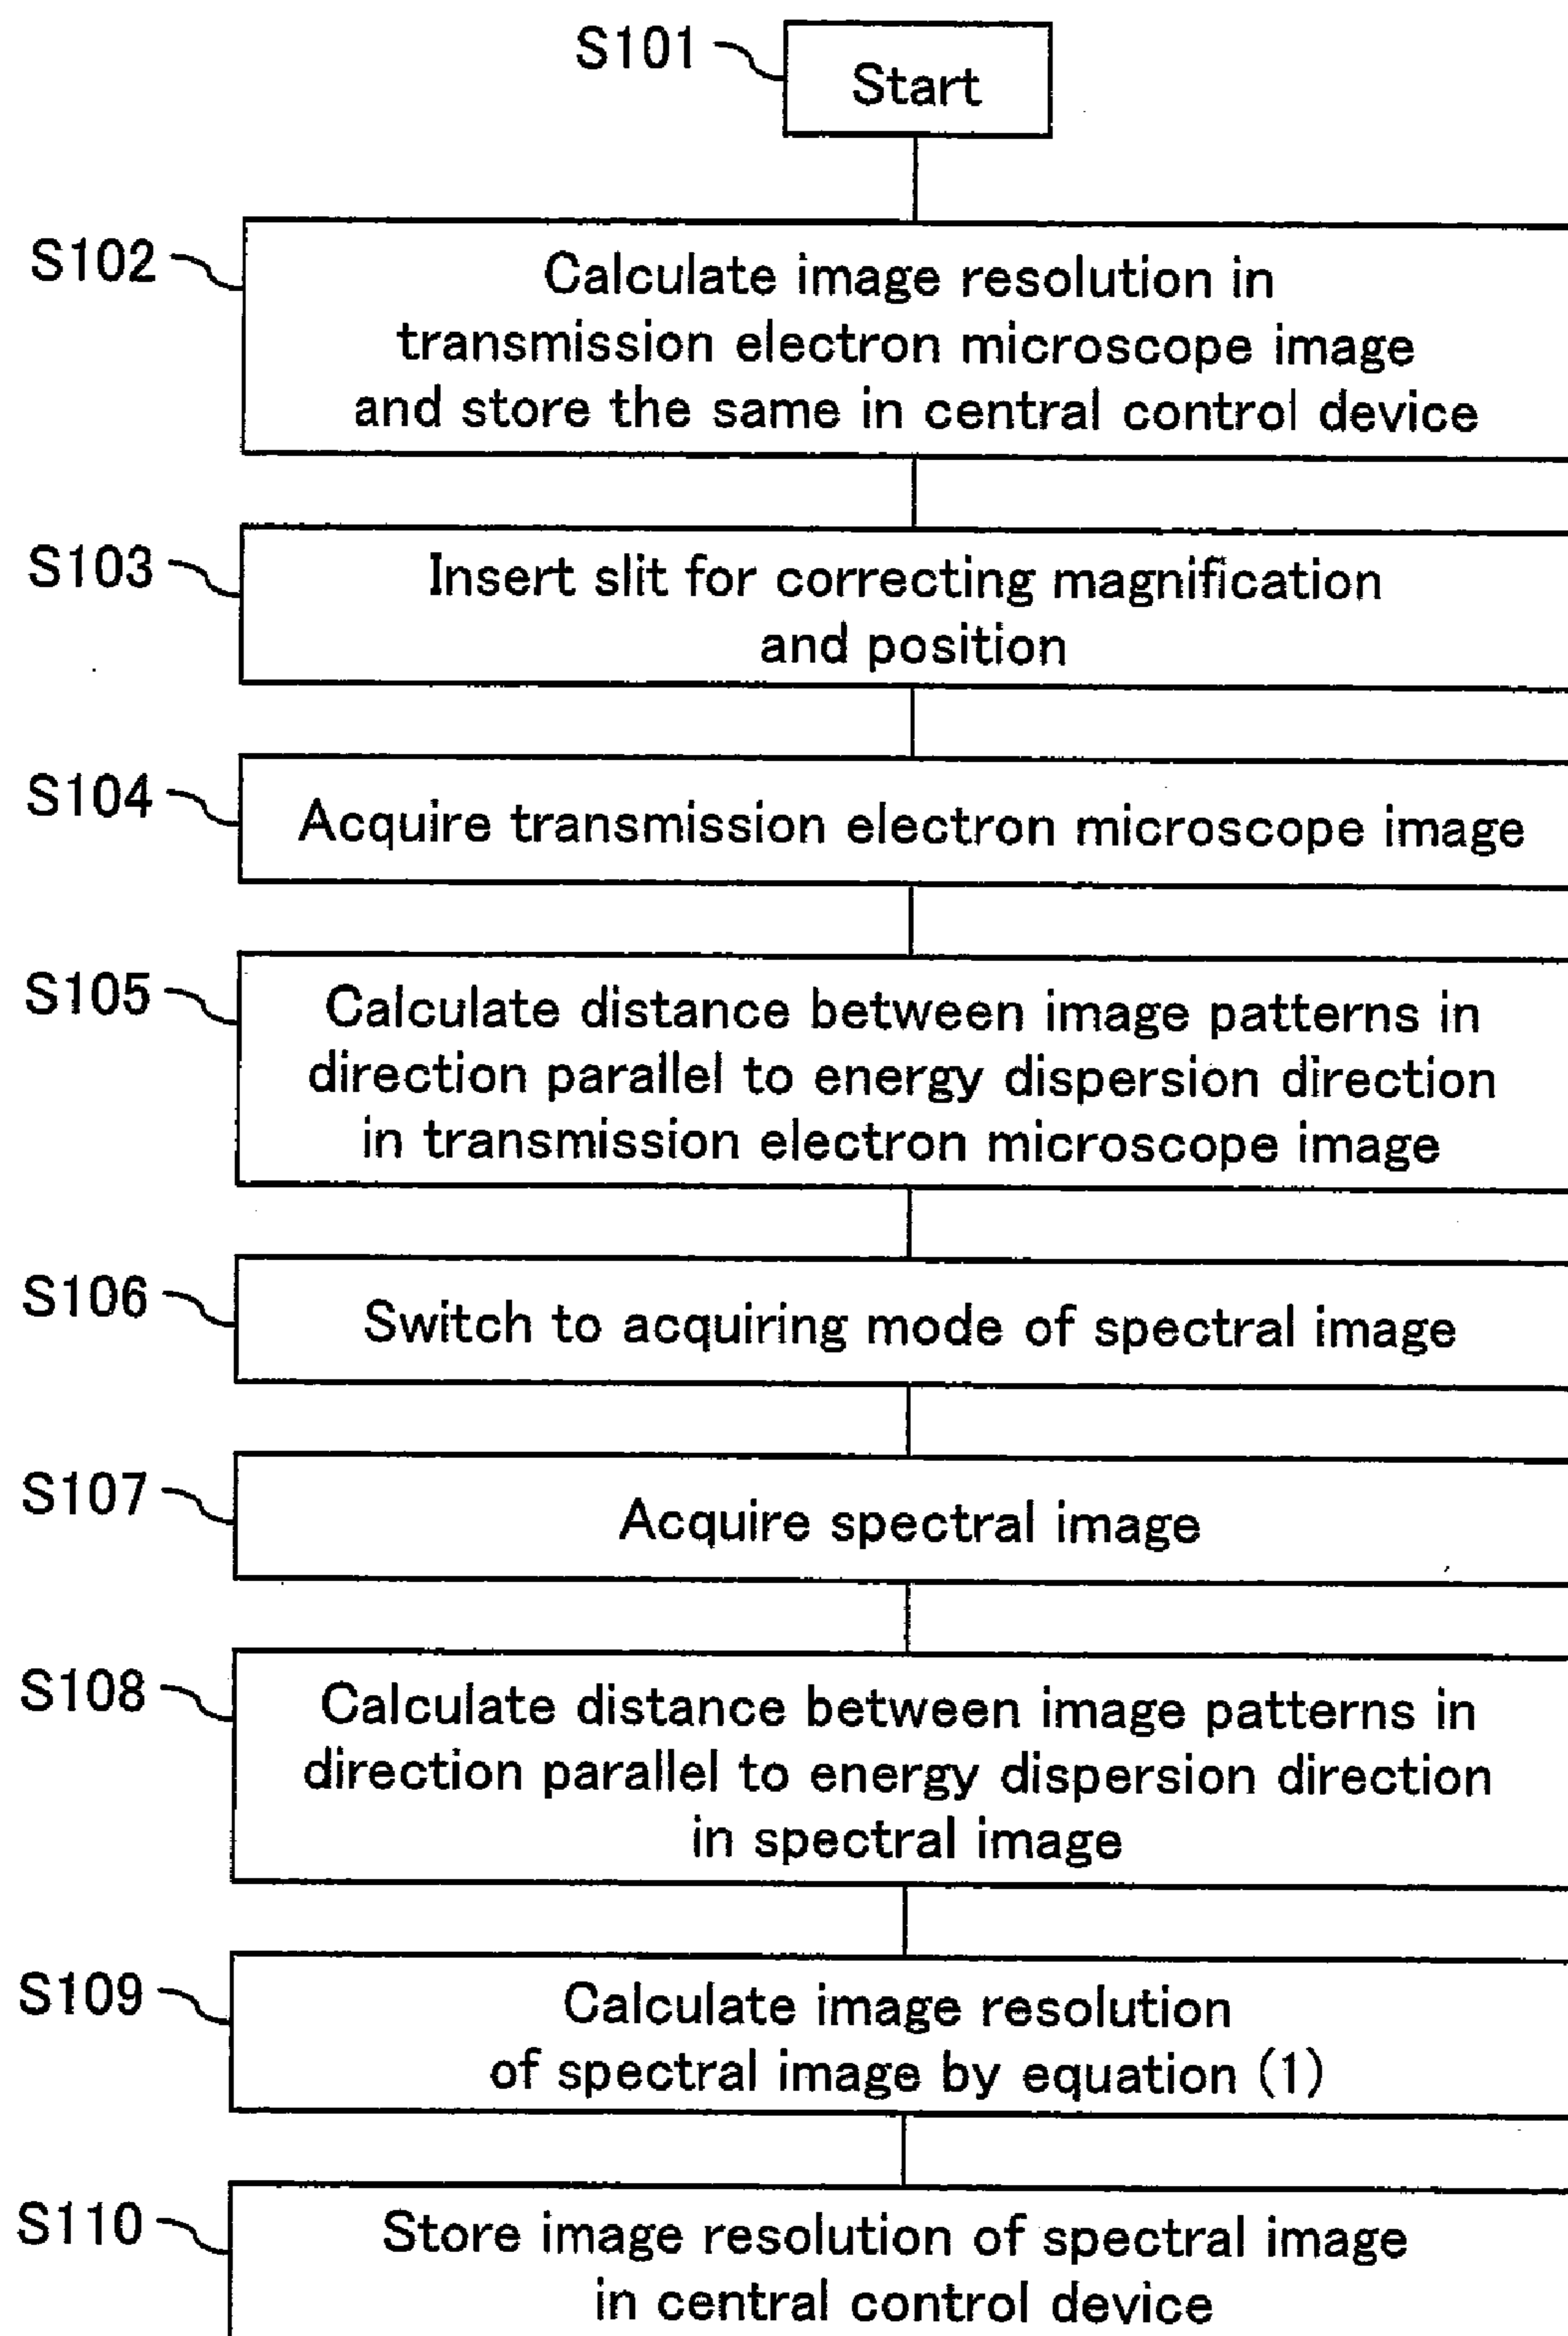 S101
Start
S102
Calculate image resolution in
transmission electron microscope image
and store the same in central control device
S103
Insert slit for correcting magnification
and position
S104
Acquire transmission electron microscope image
S105
Calculate distance between image patterns in
direction parallel to energy dispersion direction
in transmission electron microscope image
S106
Switch to acquiring mode of spectral image
S107
Acquire spectral image
S108
Calculate distance between image patterns in
direction parallel to energy dispersion direction
in spectral image
S109
Calculate image resolution
of spectral image by equation (1)
S110
Store image resolution of spectral image
in central control device